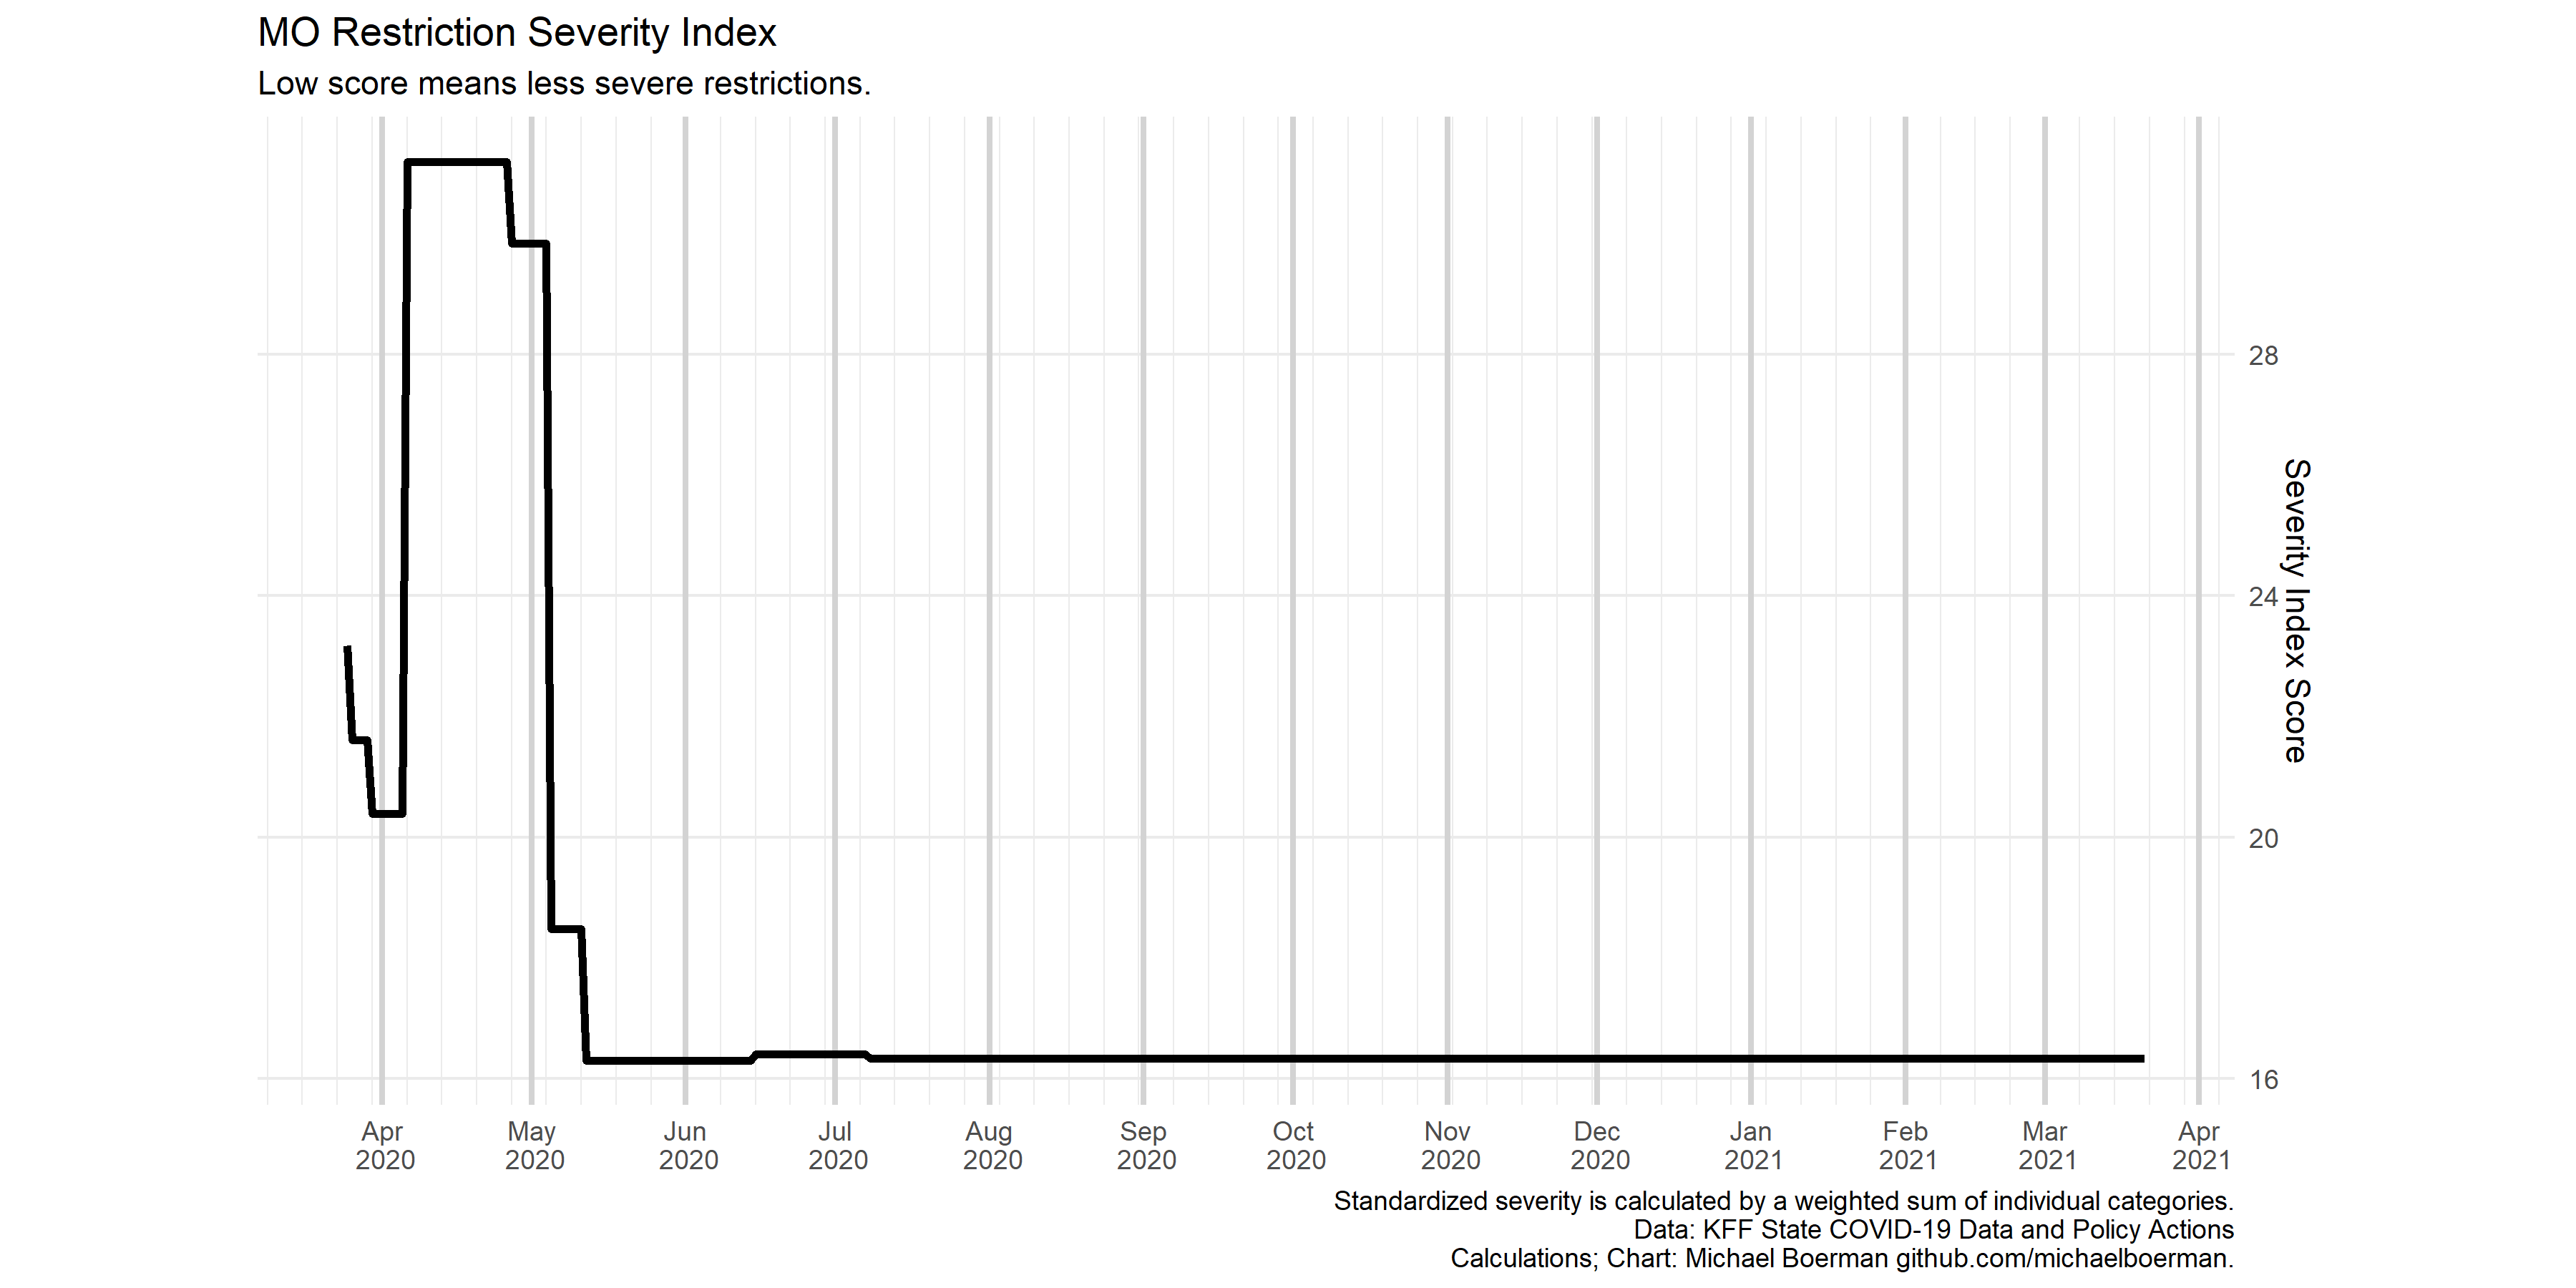 MO Restriction Severity Index
Low score means less severe restrictions.
28
24
20
16
Severity Index Score
Apr 2020
May 2020
Jun 2020
Jul 2020
Aug 2020
Sep 2020
Oct 2020
Nov 2020
Dec 2020
Jan 2021
Feb 2021
Mar 2021
Apr 2021
Standardized severity is calculated by a weighted sum of individual categories.
Data: KFF State COVID-19 Data and Policy Actions
Calculations; Chart: Michael Boerman github.com/michaelboerman.